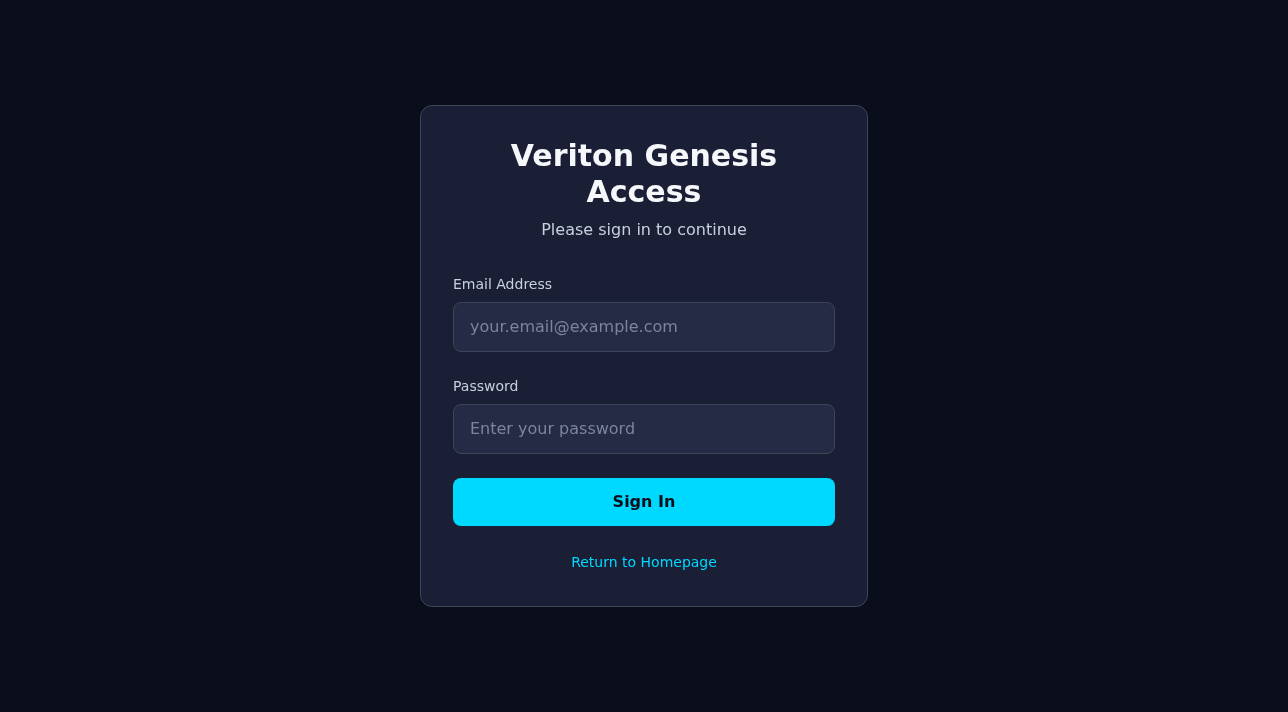 Veriton Genesis
Access
Please sign in to continue
Email Address
your.email@example.com
Password
Enter your password
Sign In
Return to Homepage